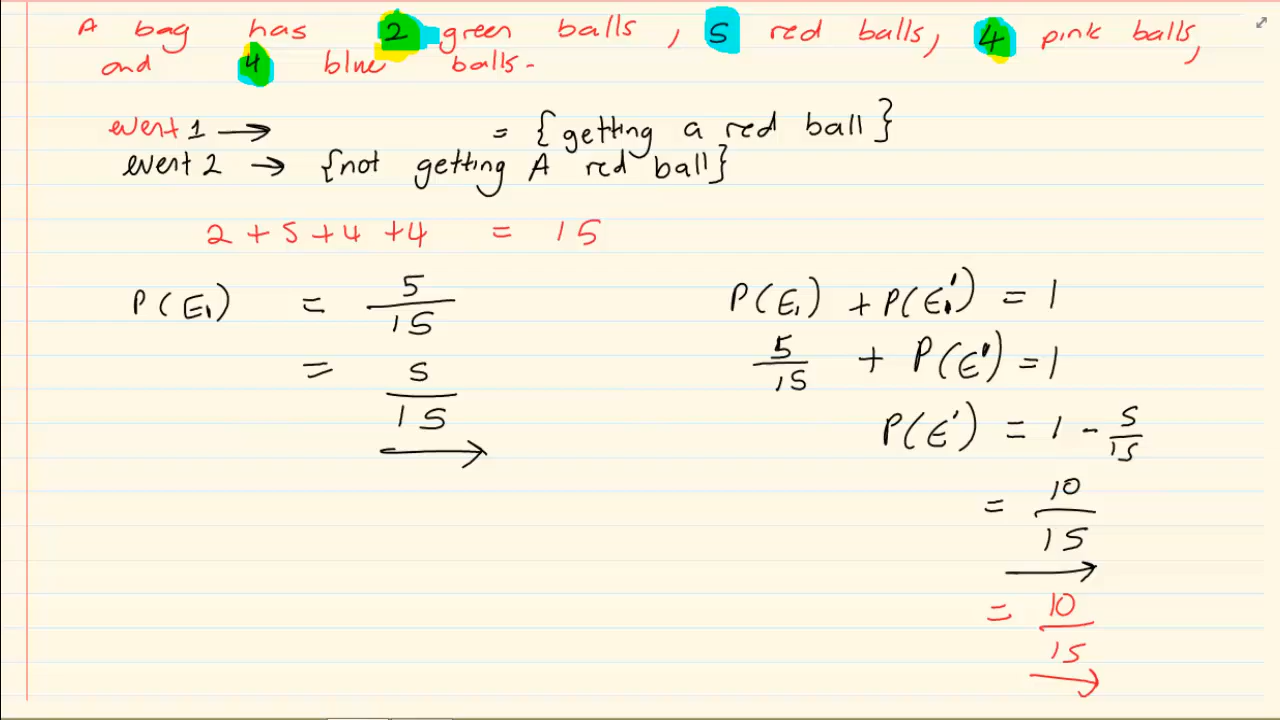 A bag has 2 green balls, 5 red balls, 4 pink balls,
and 4 blue balls.
event 1 → = {getting a red ball}
event 2 → {not getting A red ball}
2 + 5 + 4 + 4 = 15
P(E₁) = 5/15
= 5/15
P(E₁) + P(E₁') = 1
5/15 + P(E') = 1
P(E') = 1 - 5/15
= 10/15
= 10/15